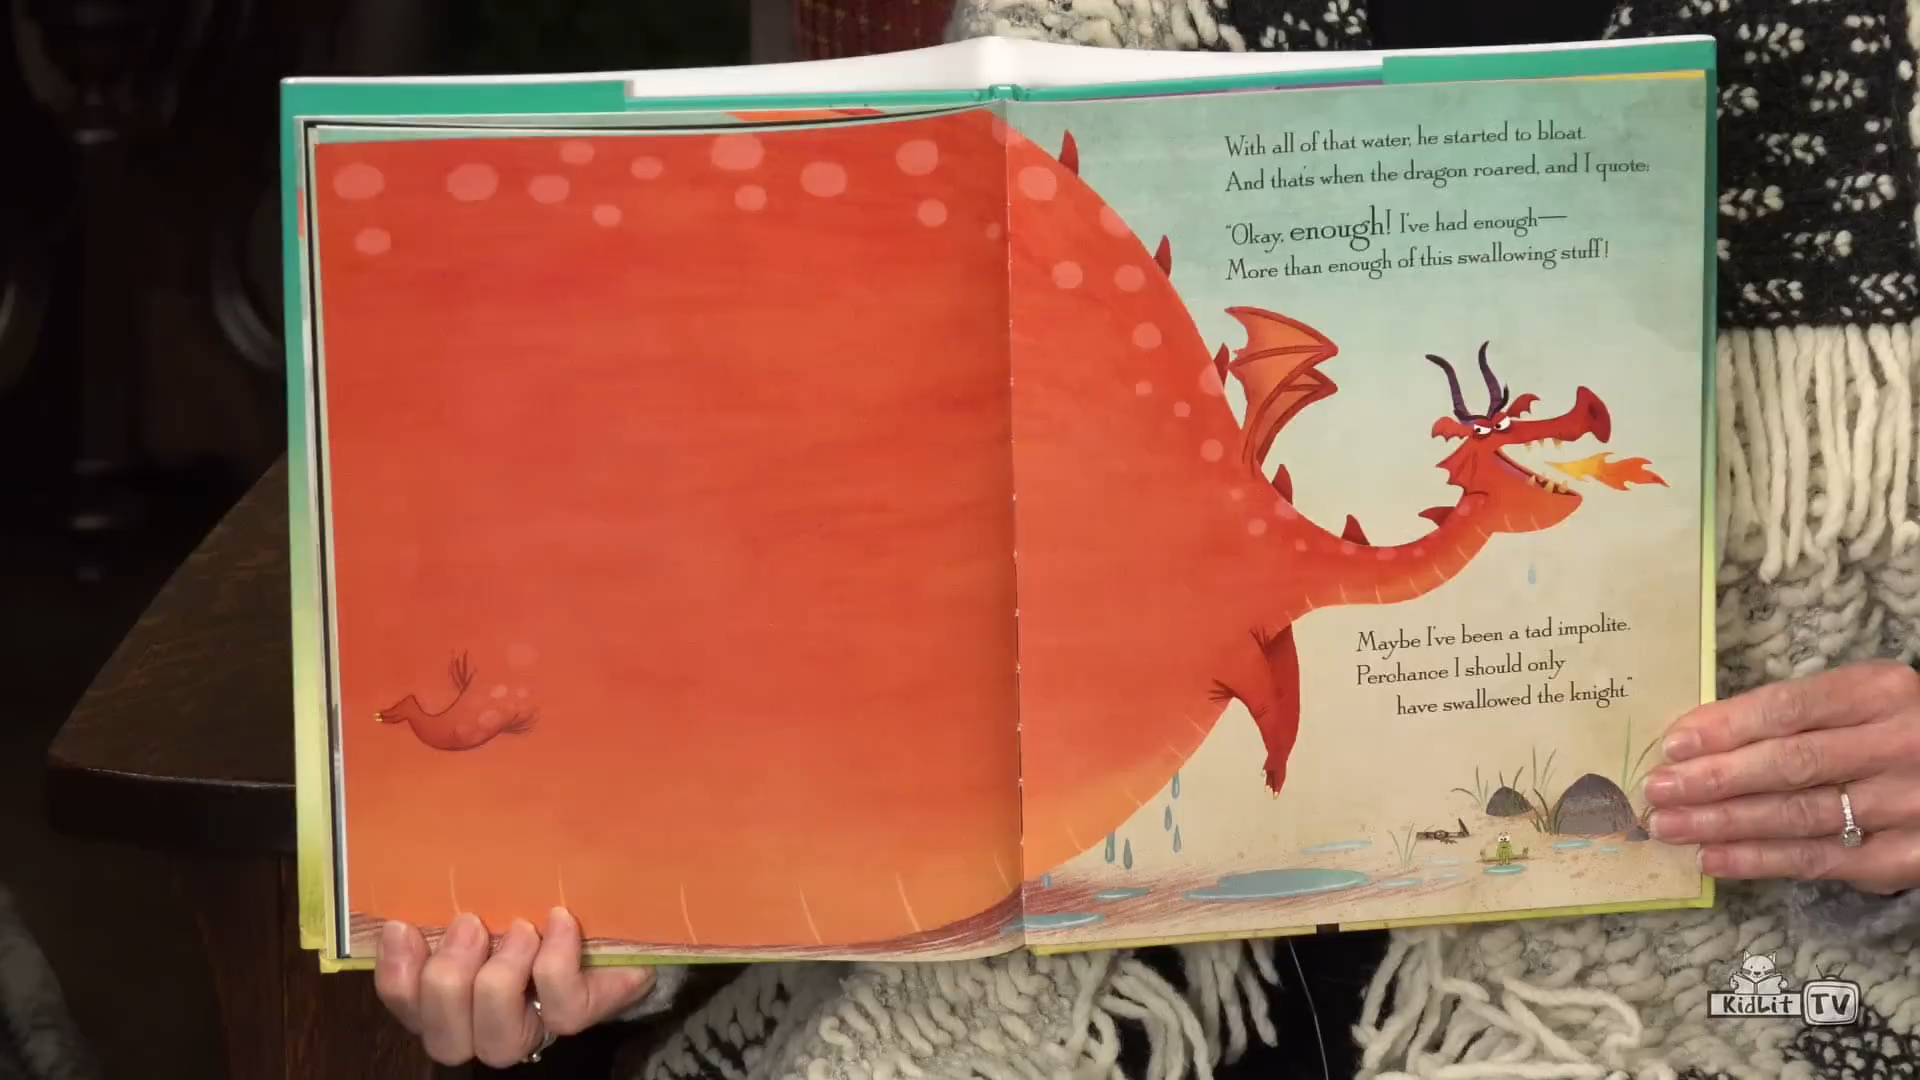 With all of that water, he started to bloat.
And that's when the dragon roared, and I quote:
"Okay, enough! I've had enough—
More than enough of this swallowing stuff!
Maybe I've been a tad impolite.
Perchance I should only
have swallowed the knight."
KidLit TV